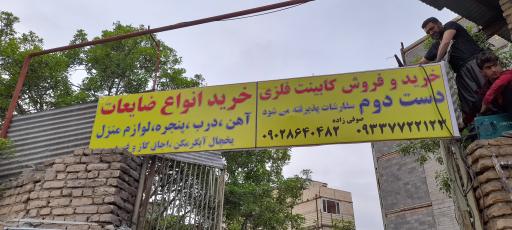 خرید و فروش کابینت فلزی
دست دوم سفارشات پذیرفته می شود
صوفی زاده
۰۹۳۳۷۷۲۲۱۲۳ ۰۹۰۲۸۶۴۰۴۸۲
خرید انواع ضایعات
آهن، درب، پنجره، لوازم منزل
یخچال آبگرمکن، اجاق گاز و